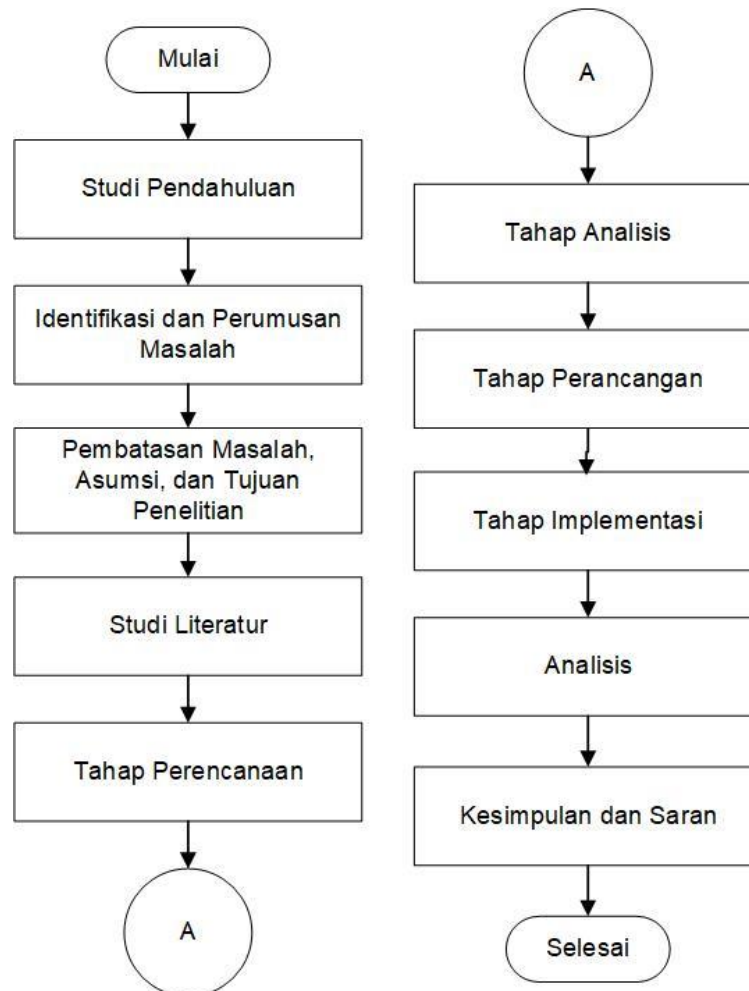 Mulai
Studi Pendahuluan
Identifikasi dan Perumusan
Masalah
Pembatasan Masalah,
Asumsi, dan Tujuan
Penelitian
Studi Literatur
Tahap Perencanaan
A
A
Tahap Analisis
Tahap Perancangan
Tahap Implementasi
Analisis
Kesimpulan dan Saran
Selesai